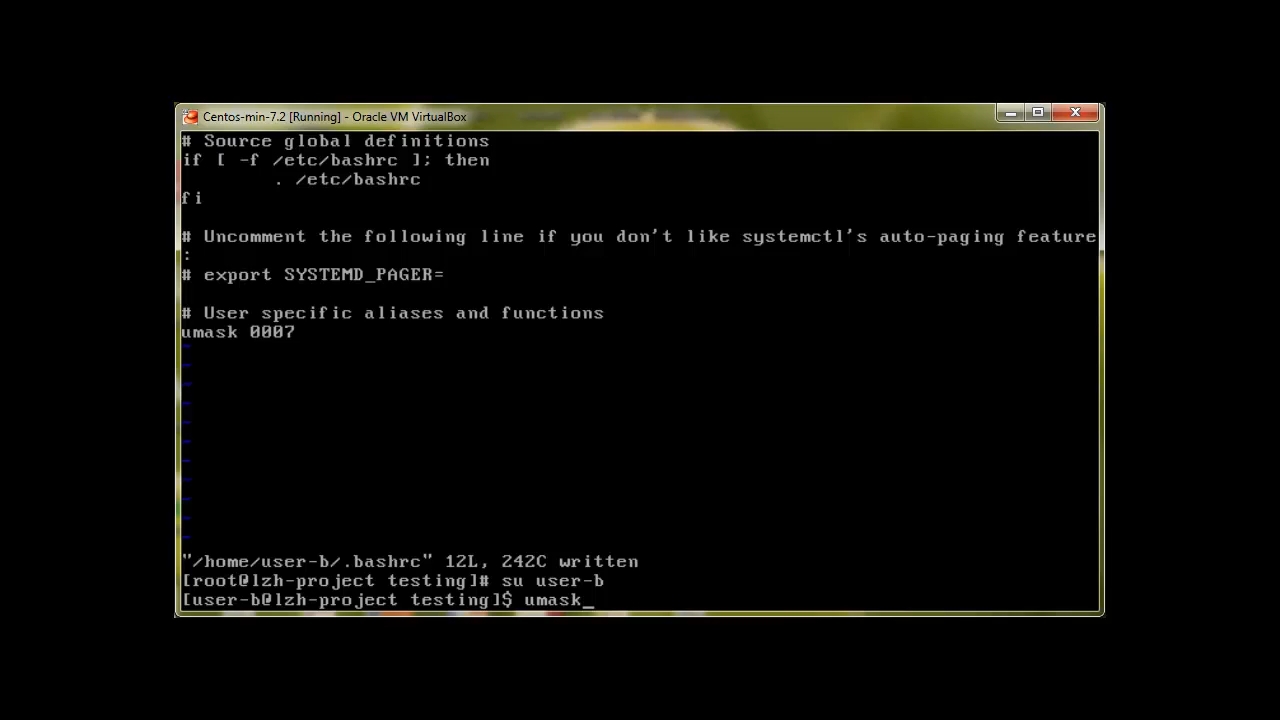 Centos-min-7.2 [Running] - Oracle VM VirtualBox
# Source global definitions
if [ -f /etc/bashrc ]; then
        . /etc/bashrc
fi
# Uncomment the following line if you don't like systemctl's auto-paging feature
:
# export SYSTEMD_PAGER=
# User specific aliases and functions
umask 0007
~
~
~
~
~
~
~
~
~
~
~
"/home/user-b/.bashrc" 12L, 242C written
[root@lzh-project testing]# su user-b
[user-b@lzh-project testing]$ umask_